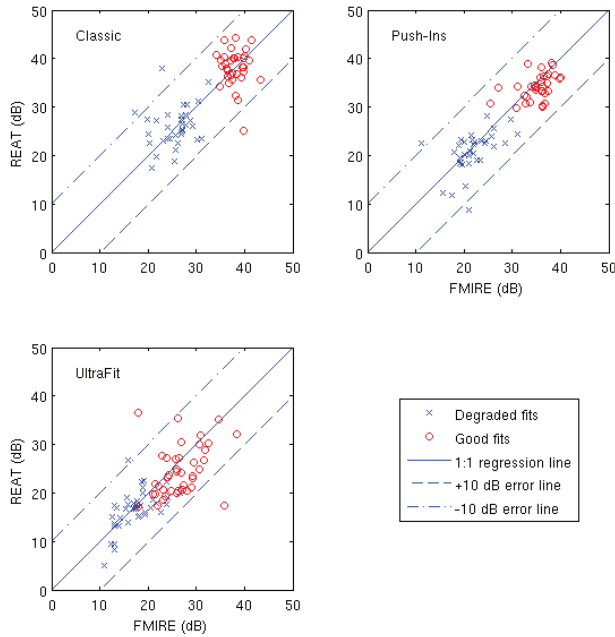 50
40
30
20
10
0
REAT (dB)
Classic
0 10 20 30 40 50
FMIRE (dB)
50
40
30
20
10
0
Push-Ins
0 10 20 30 40 50
FMIRE (dB)
50
40
30
20
10
0
REAT (dB)
UltraFit
0 10 20 30 40 50
FMIRE (dB)
Degraded fits
Good fits
1:1 regression line
+10 dB error line
-10 dB error line